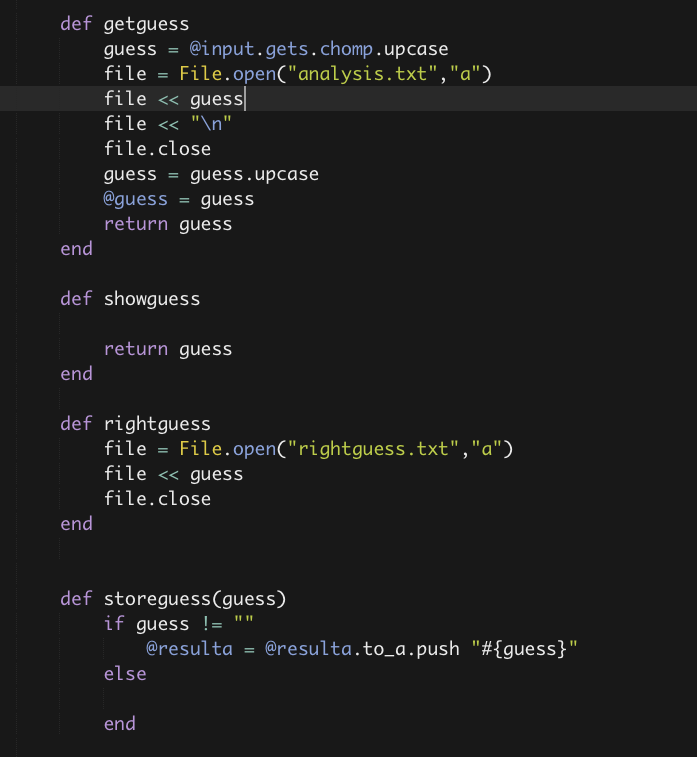 def getguess
guess = @input.gets.chomp.upcase
file = File.open("analysis.txt","a")
file << guess
file << "\n"
file.close
guess = guess.upcase
@guess = guess
return guess
end
def showguess
return guess
end
def rightguess
file = File.open("rightguess.txt","a")
file << guess
file.close
end
def storeguess(guess)
if guess != ""
@resulta = @resulta.to_a.push "#{guess}"
else
end